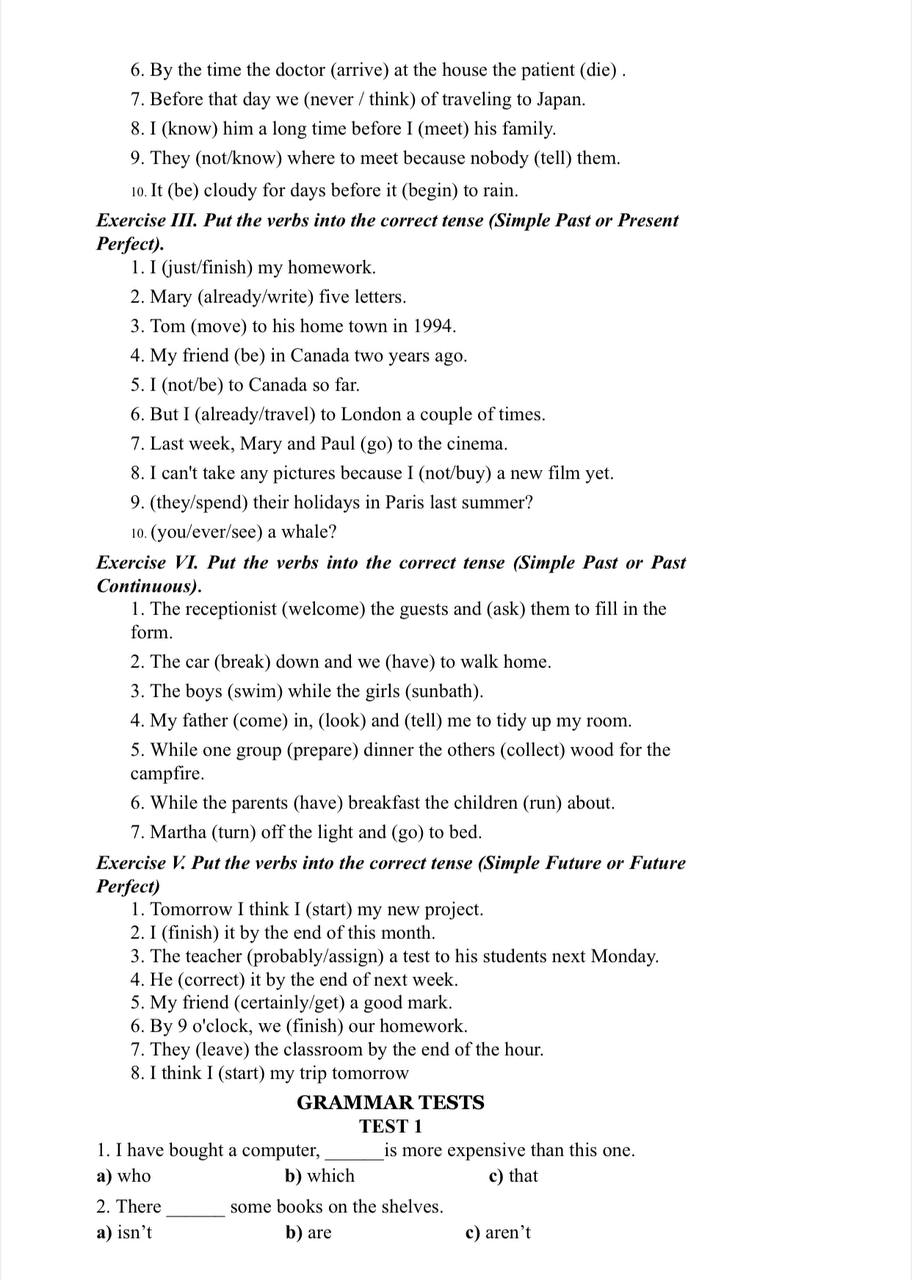 6. By the time the doctor (arrive) at the house the patient (die) .
7. Before that day we (never / think) of traveling to Japan.
8. I (know) him a long time before I (meet) his family.
9. They (not/know) where to meet because nobody (tell) them.
10. It (be) cloudy for days before it (begin) to rain.
Exercise III. Put the verbs into the correct tense (Simple Past or Present
Perfect).
1. I (just/finish) my homework.
2. Mary (already/write) five letters.
3. Tom (move) to his home town in 1994.
4. My friend (be) in Canada two years ago.
5. I (not/be) to Canada so far.
6. But I (already/travel) to London a couple of times.
7. Last week, Mary and Paul (go) to the cinema.
8. I can't take any pictures because I (not/buy) a new film yet.
9. (they/spend) their holidays in Paris last summer?
10. (you/ever/see) a whale?
Exercise VI. Put the verbs into the correct tense (Simple Past or Past
Continuous).
1. The receptionist (welcome) the guests and (ask) them to fill in the
form.
2. The car (break) down and we (have) to walk home.
3. The boys (swim) while the girls (sunbath).
4. My father (come) in, (look) and (tell) me to tidy up my room.
5. While one group (prepare) dinner the others (collect) wood for the
campfire.
6. While the parents (have) breakfast the children (run) about.
7. Martha (turn) off the light and (go) to bed.
Exercise V. Put the verbs into the correct tense (Simple Future or Future
Perfect)
1. Tomorrow I think I (start) my new project.
2. I (finish) it by the end of this month.
3. The teacher (probably/assign) a test to his students next Monday.
4. He (correct) it by the end of next week.
5. My friend (certainly/get) a good mark.
6. By 9 o'clock, we (finish) our homework.
7. They (leave) the classroom by the end of the hour.
8. I think I (start) my trip tomorrow
GRAMMAR TESTS
TEST 1
1. I have bought a computer, ______is more expensive than this one.
a) who b) which c) that
2. There ______ some books on the shelves.
a) isn’t b) are c) aren’t